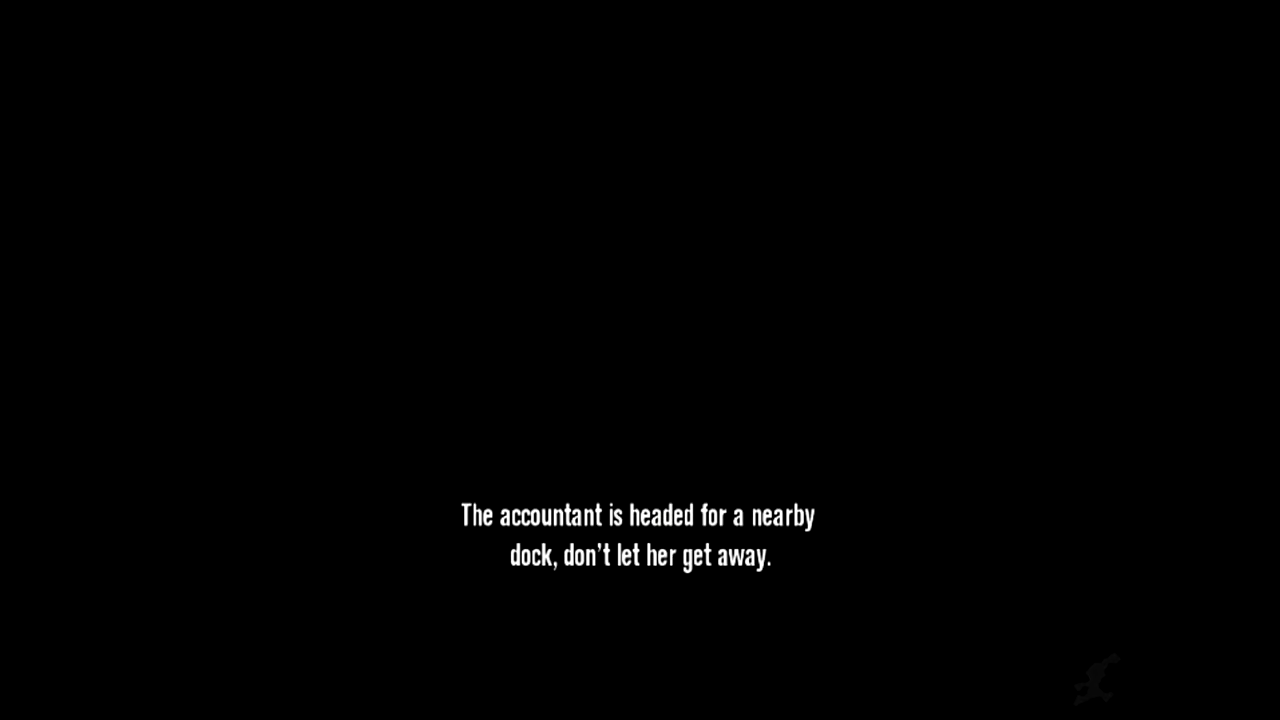 The accountant is headed for a nearby
dock, don't let her get away.